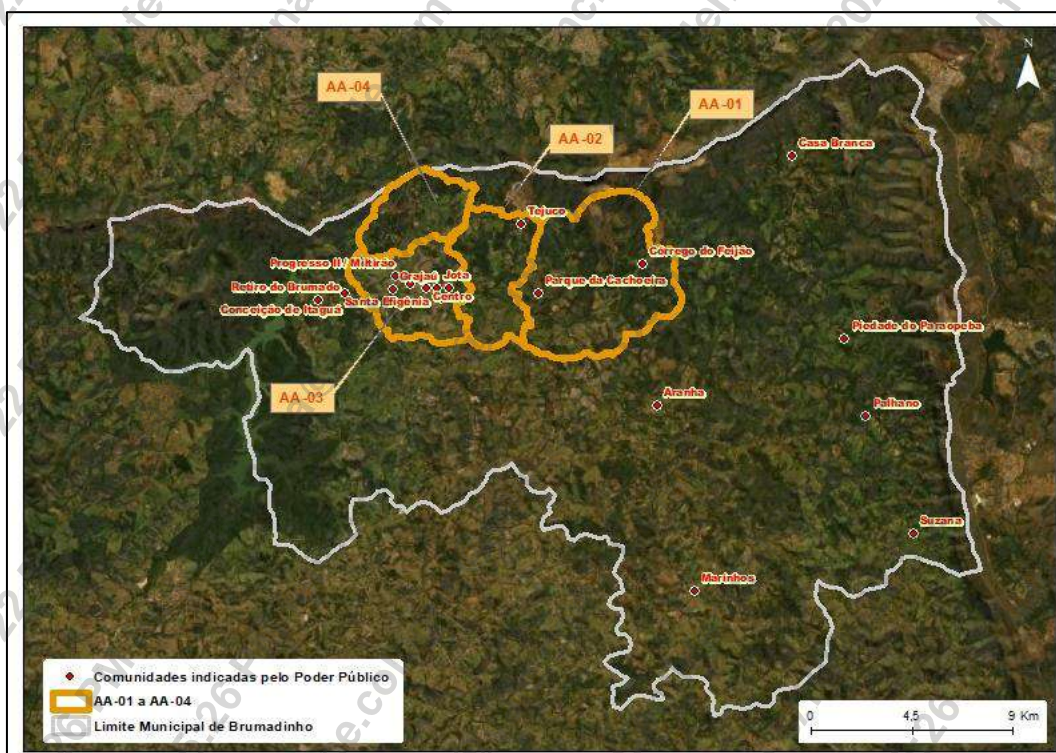 N
AA-04
AA-01
AA-02
Casa Branca
Tejuco
Córrego do Feijão
Progresso II / Miltirão
Grajaú
Jota
Parque da Cachoeira
Retiro do Brumado
Santa Efigênia
Centro
Conceição de Itaguá
Piedade do Paraopeba
AA-03
Aranha
Palhano
Suzana
Marinhos
Comunidades indicadas pelo Poder Público
AA-01 a AA-04
Limite Municipal de Brumadinho
0 4,5 9 Km